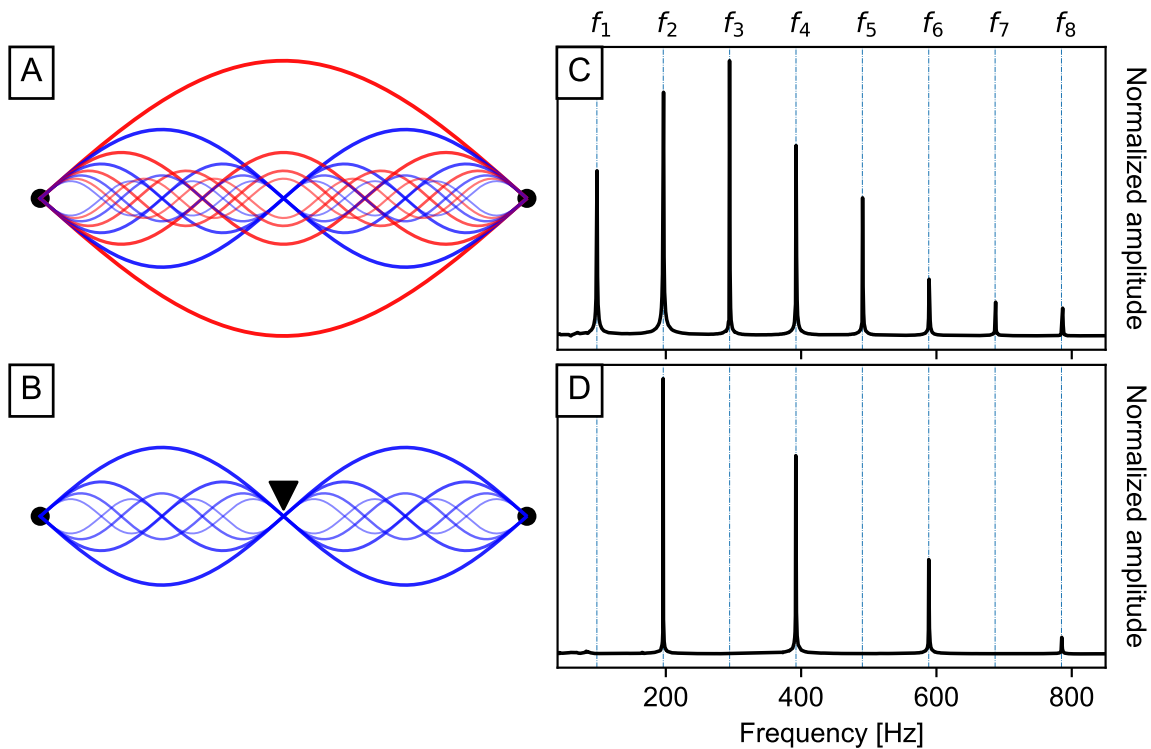 A
B
f1 f2 f3 f4 f5 f6 f7 f8
C
Normalized amplitude
D
Normalized amplitude
200 400 600 800
Frequency [Hz]